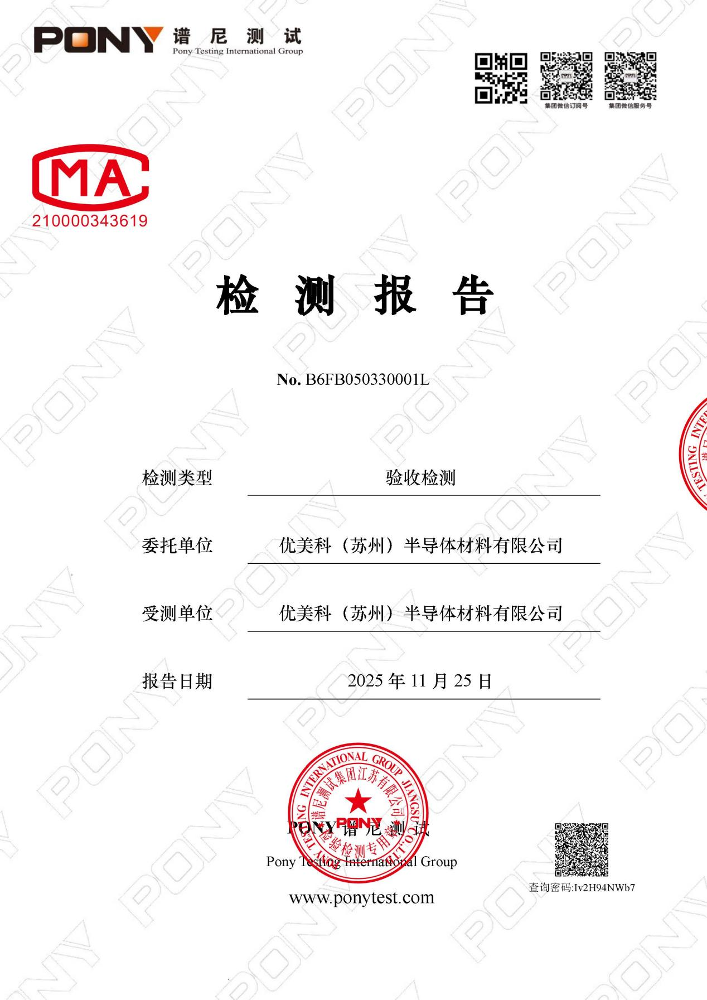 PONY 谱尼测试
Pony Testing International Group
集团微信订阅号 集团微信服务号
MA
210000343619
检测报告
No. B6FB050330001L
检测类型 验收检测
委托单位 优美科（苏州）半导体材料有限公司
受测单位 优美科（苏州）半导体材料有限公司
报告日期 2025 年 11 月 25 日
PONY TESTING INTERNATIONAL GROUP JIANGSU CO.,LTD
谱尼测试集团江苏有限公司
PONY
检验检测专用章
PONY 谱尼测试
Pony Testing International Group
www.ponytest.com
查询密码:Iv2H94NWb7